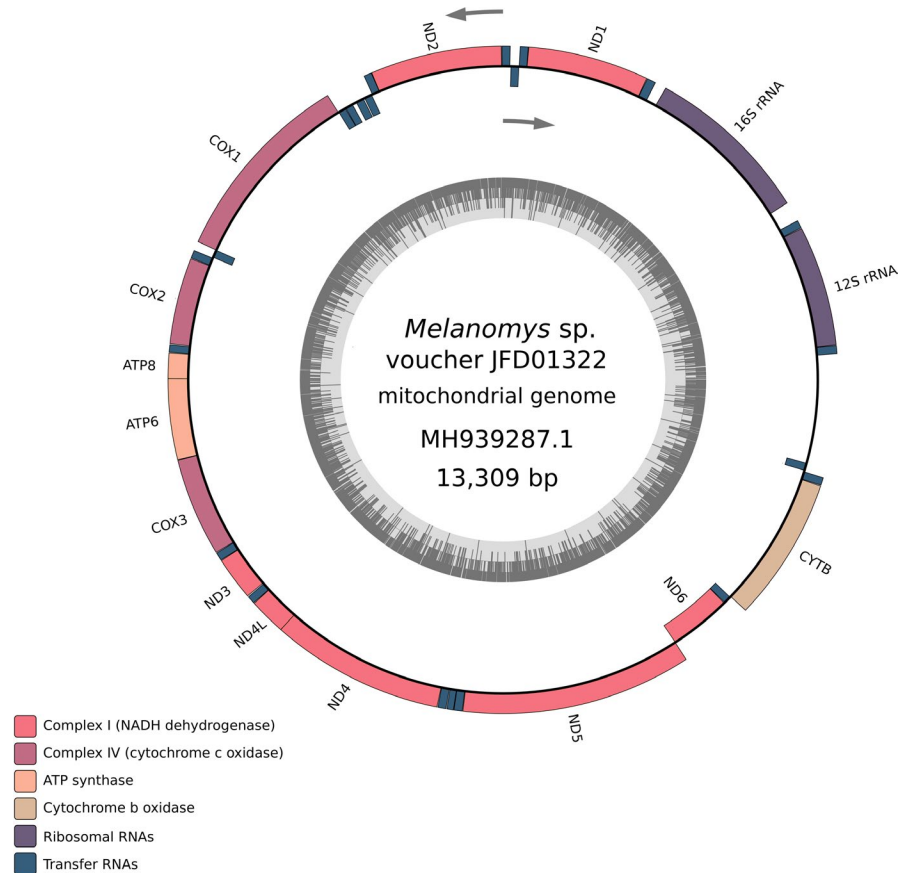 ND2
ND1
16S rRNA
COX1
12S rRNA
COX2
ATP8
ATP6
COX3
ND3
ND4L
ND4
ND5
ND6
CYTB
Melanomys sp.
voucher JFD01322
mitochondrial genome
MH939287.1
13,309 bp
Complex I (NADH dehydrogenase)
Complex IV (cytochrome c oxidase)
ATP synthase
Cytochrome b oxidase
Ribosomal RNAs
Transfer RNAs